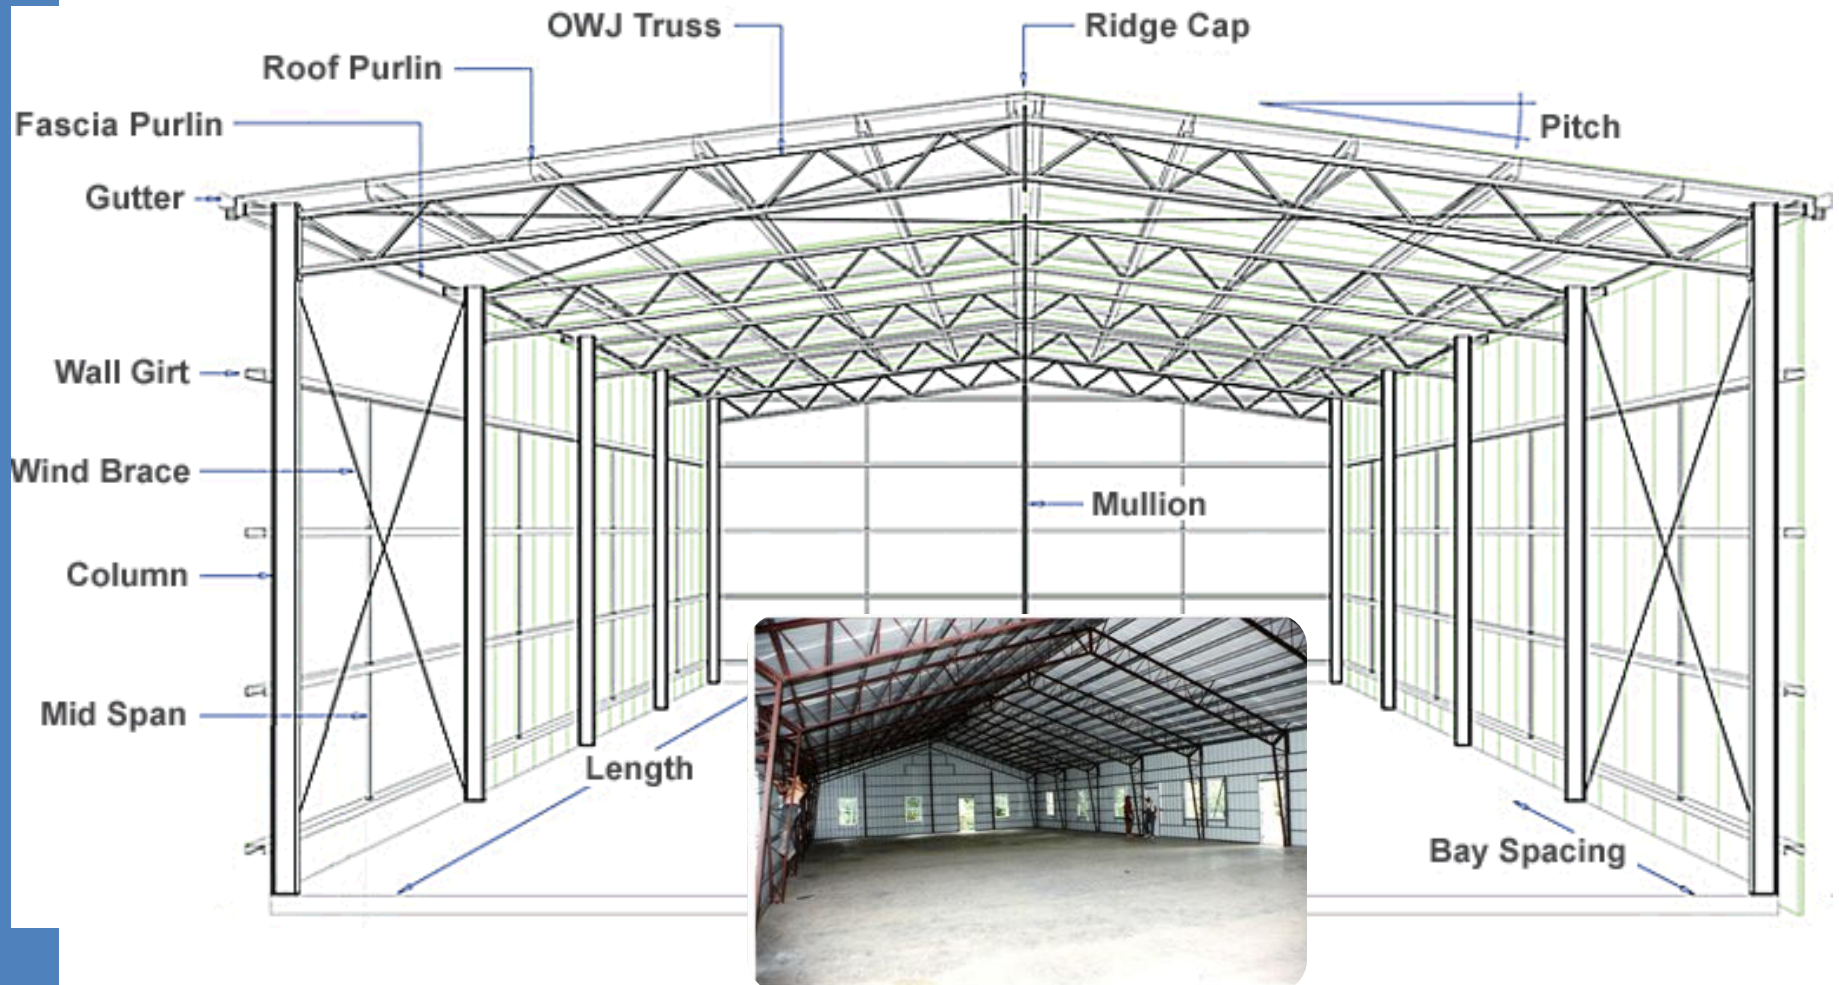 OWJ Truss
Ridge Cap
Roof Purlin
Fascia Purlin
Pitch
Gutter
Wall Girt
Wind Brace
Mullion
Column
Mid Span
Length
Bay Spacing